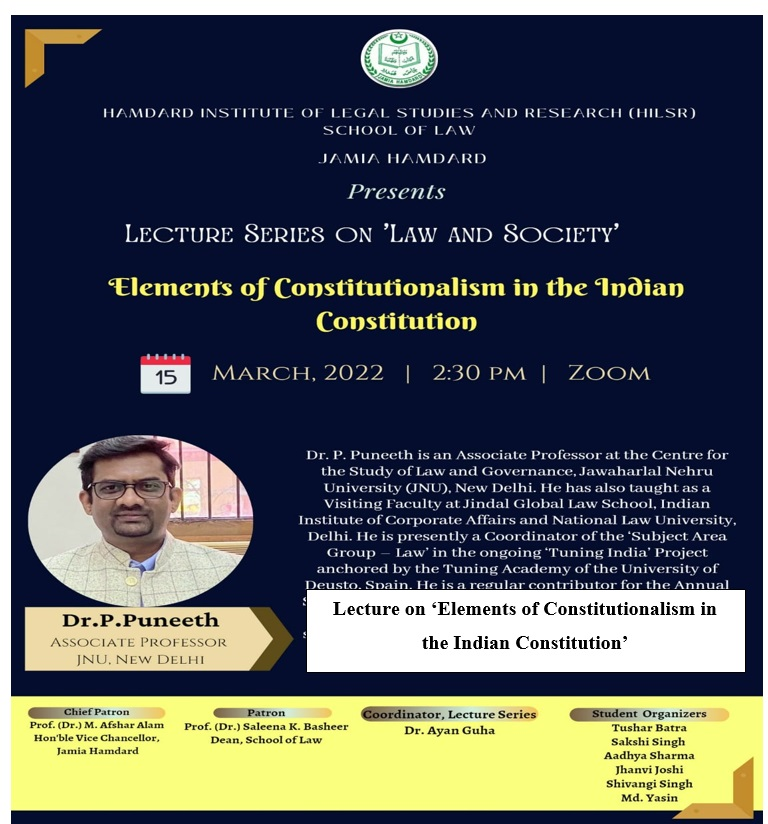 JAMIA HAMDARD
HAMDARD INSTITUTE OF LEGAL STUDIES AND RESEARCH (HILSR)
SCHOOL OF LAW
JAMIA HAMDARD
Presents
LECTURE SERIES ON 'LAW AND SOCIETY'
Elements of Constitutionalism in the Indian
Constitution
15 MARCH, 2022 | 2:30 PM | ZOOM
Dr. P. Puneeth is an Associate Professor at the Centre for
the Study of Law and Governance, Jawaharlal Nehru
University (JNU), New Delhi. He has also taught as a
Visiting Faculty at Jindal Global Law School, Indian
Institute of Corporate Affairs and National Law University,
Delhi. He is presently a Coordinator of the 'Subject Area
Group – Law' in the ongoing 'Tuning India' Project
anchored by the Tuning Academy of the University of
Deusto, Spain. He is a regular contributor for the Annual
Lecture on ‘Elements of Constitutionalism in
the Indian Constitution’
Dr.P.Puneeth
ASSOCIATE PROFESSOR
JNU, NEW DELHI
Chief Patron
Prof. (Dr.) M. Afshar Alam
Hon'ble Vice Chancellor,
Jamia Hamdard
Patron
Prof. (Dr.) Saleena K. Basheer
Dean, School of Law
Coordinator, Lecture Series
Dr. Ayan Guha
Student Organizers
Tushar Batra
Sakshi Singh
Aadhya Sharma
Jhanvi Joshi
Shivangi Singh
Md. Yasin